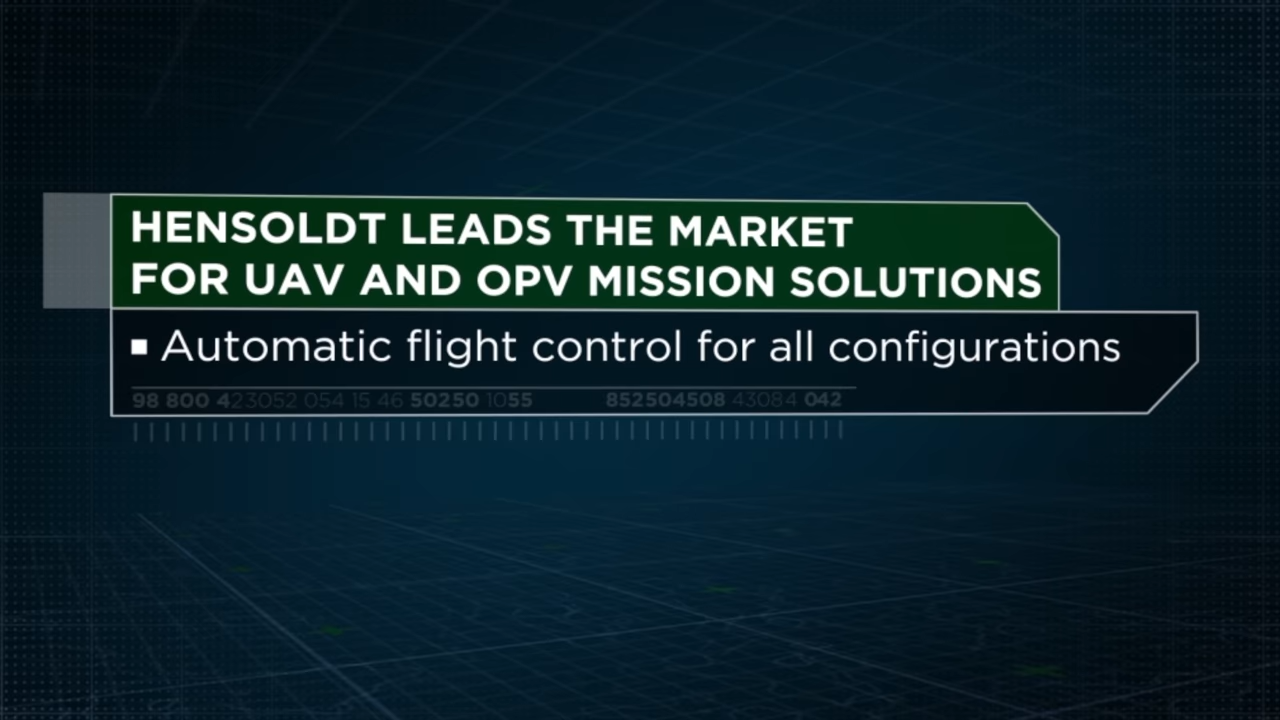 HENSOLDT LEADS THE MARKET
FOR UAV AND OPV MISSION SOLUTIONS
▪ Automatic flight control for all configurations
98 800 423052 054 15 46 50250 1055 852504508 43084 042